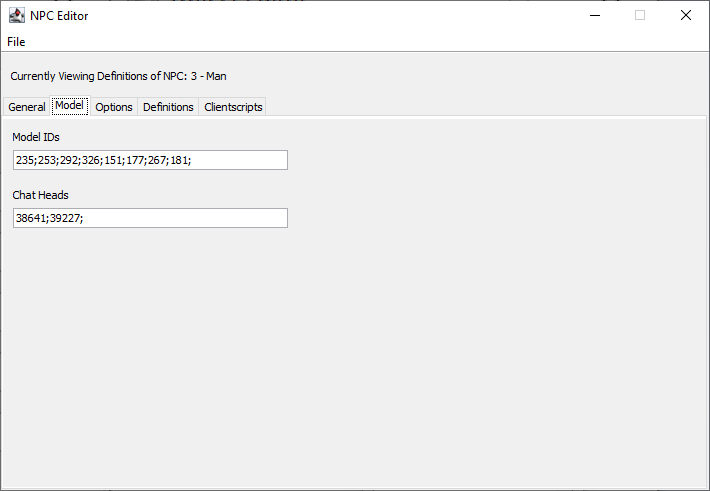 NPC Editor
File
Currently Viewing Definitions of NPC: 3 - Man
General Model Options Definitions Clientscripts
Model IDs
235;253;292;326;151;177;267;181;
Chat Heads
38641;39227;